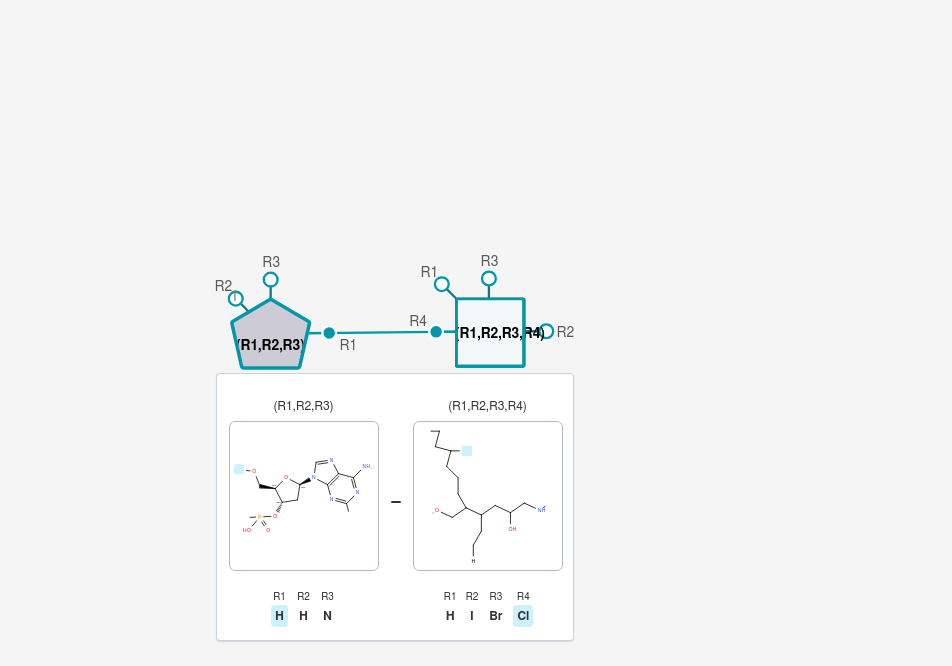 R3
R2
(R1,R2,R3)
R1
R3
R1
R4
(R1,R2,R3,R4)
R2
(R1,R2,R3)
(R1,R2,R3,R4)
O
O
N
N
N
N
N
NH
P
O
HO
O
O
OH
NH
H
R1 R2 R3
H H N
R1 R2 R3 R4
H I Br Cl